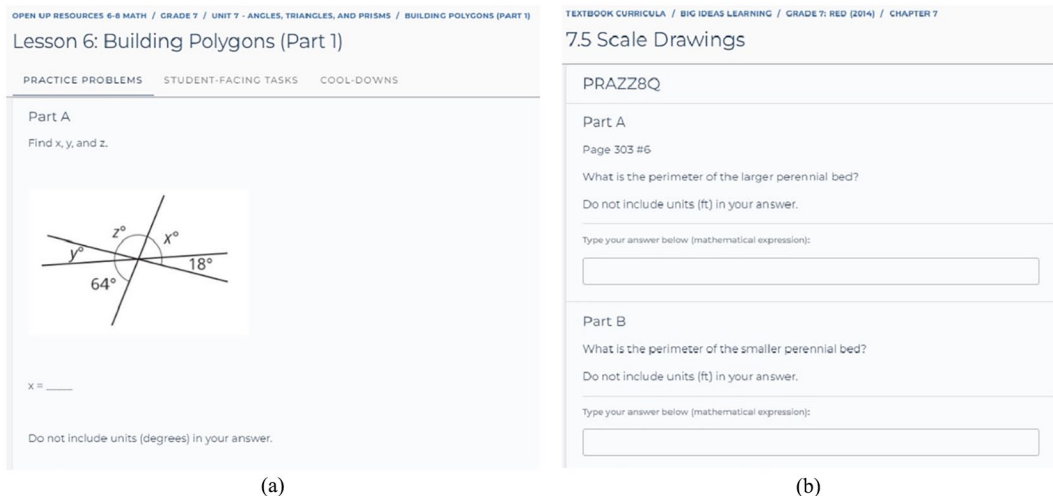 OPEN UP RESOURCES 6-8 MATH / GRADE 7 / UNIT 7 - ANGLES, TRIANGLES, AND PRISMS / BUILDING POLYGONS (PART 1)
Lesson 6: Building Polygons (Part 1)
PRACTICE PROBLEMS STUDENT-FACING TASKS COOL-DOWNS
Part A
Find x, y, and z.
z°
x°
y°
18°
64°
x = ____
Do not include units (degrees) in your answer.
(a)
TEXTBOOK CURRICULA / BIG IDEAS LEARNING / GRADE 7: RED (2014) / CHAPTER 7
7.5 Scale Drawings
PRAZZ8Q
Part A
Page 303 #6
What is the perimeter of the larger perennial bed?
Do not include units (ft) in your answer.
Type your answer below (mathematical expression):
Part B
What is the perimeter of the smaller perennial bed?
Do not include units (ft) in your answer.
Type your answer below (mathematical expression):
(b)